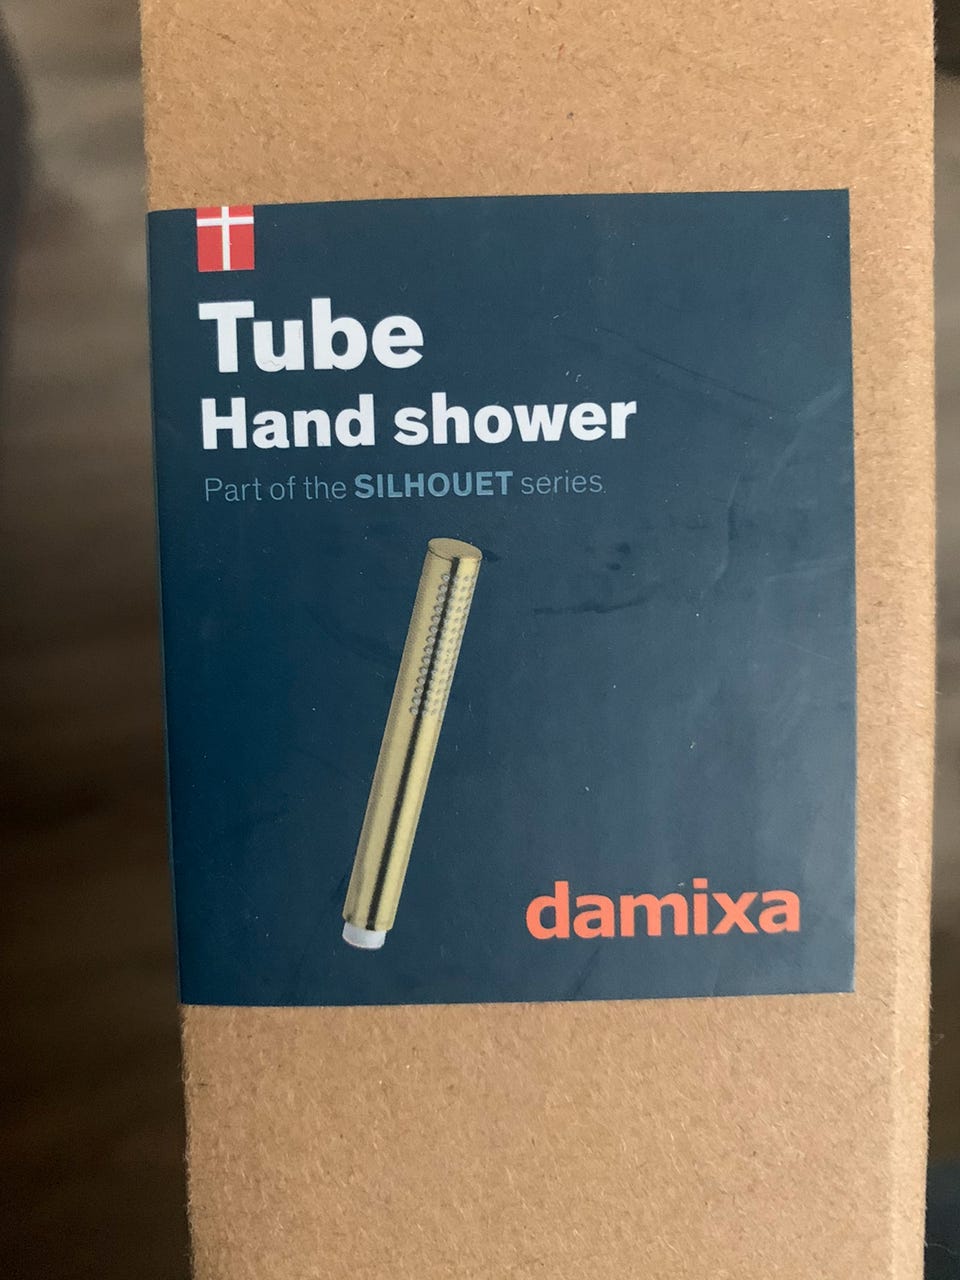 Tube
Hand shower
Part of the SILHOUET series
damixa